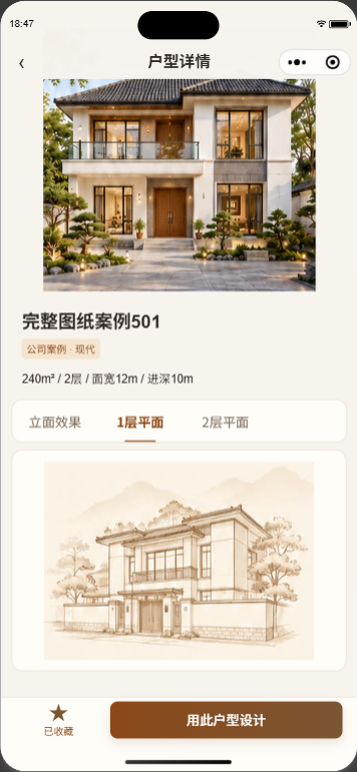 18:47
户型详情
完整图纸案例501
公司案例 · 现代
240m² / 2层 / 面宽12m / 进深10m
立面效果 1层平面 2层平面
已收藏 用此户型设计